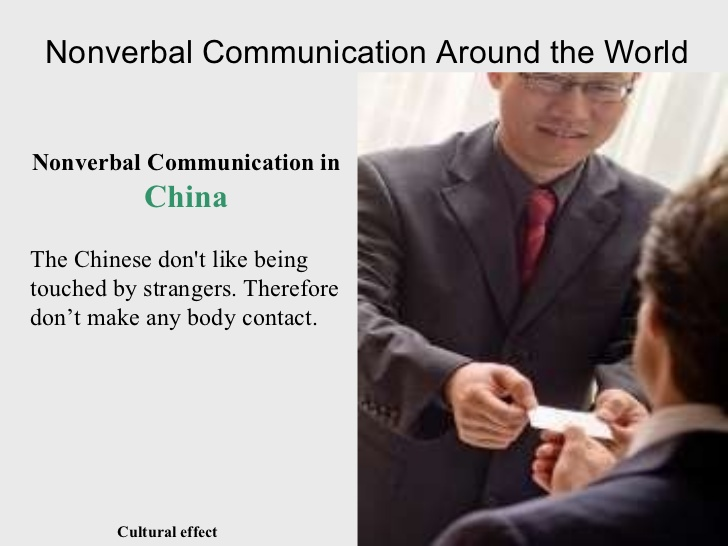 Nonverbal Communication Around the World
Nonverbal Communication in
China
The Chinese don't like being
touched by strangers. Therefore
don’t make any body contact.
Cultural effect